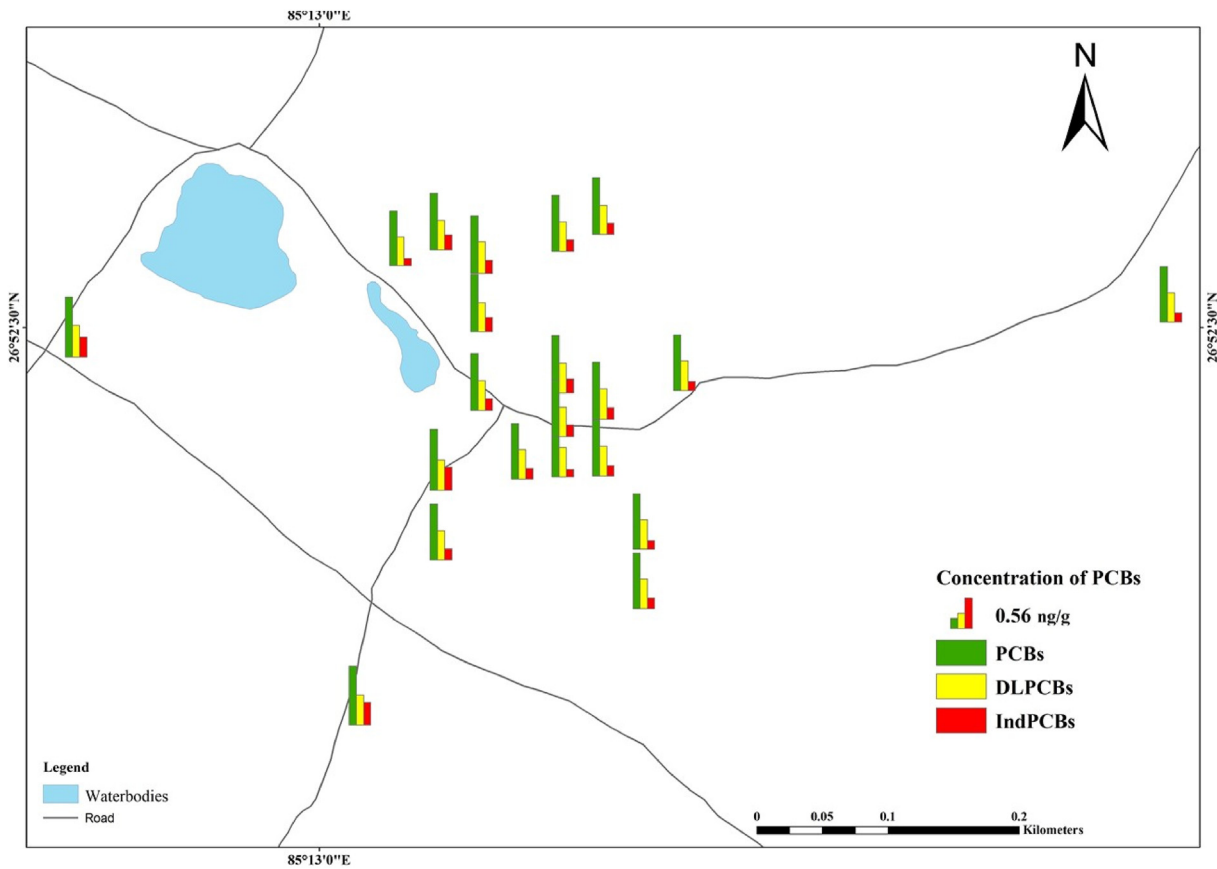 85°13'0"E
N
26°52'30"N
26°52'30"N
Concentration of PCBs
0.56 ng/g
PCBs
DLPCBs
IndPCBs
Legend
Waterbodies
Road
0 0.05 0.1 0.2
Kilometers
85°13'0"E